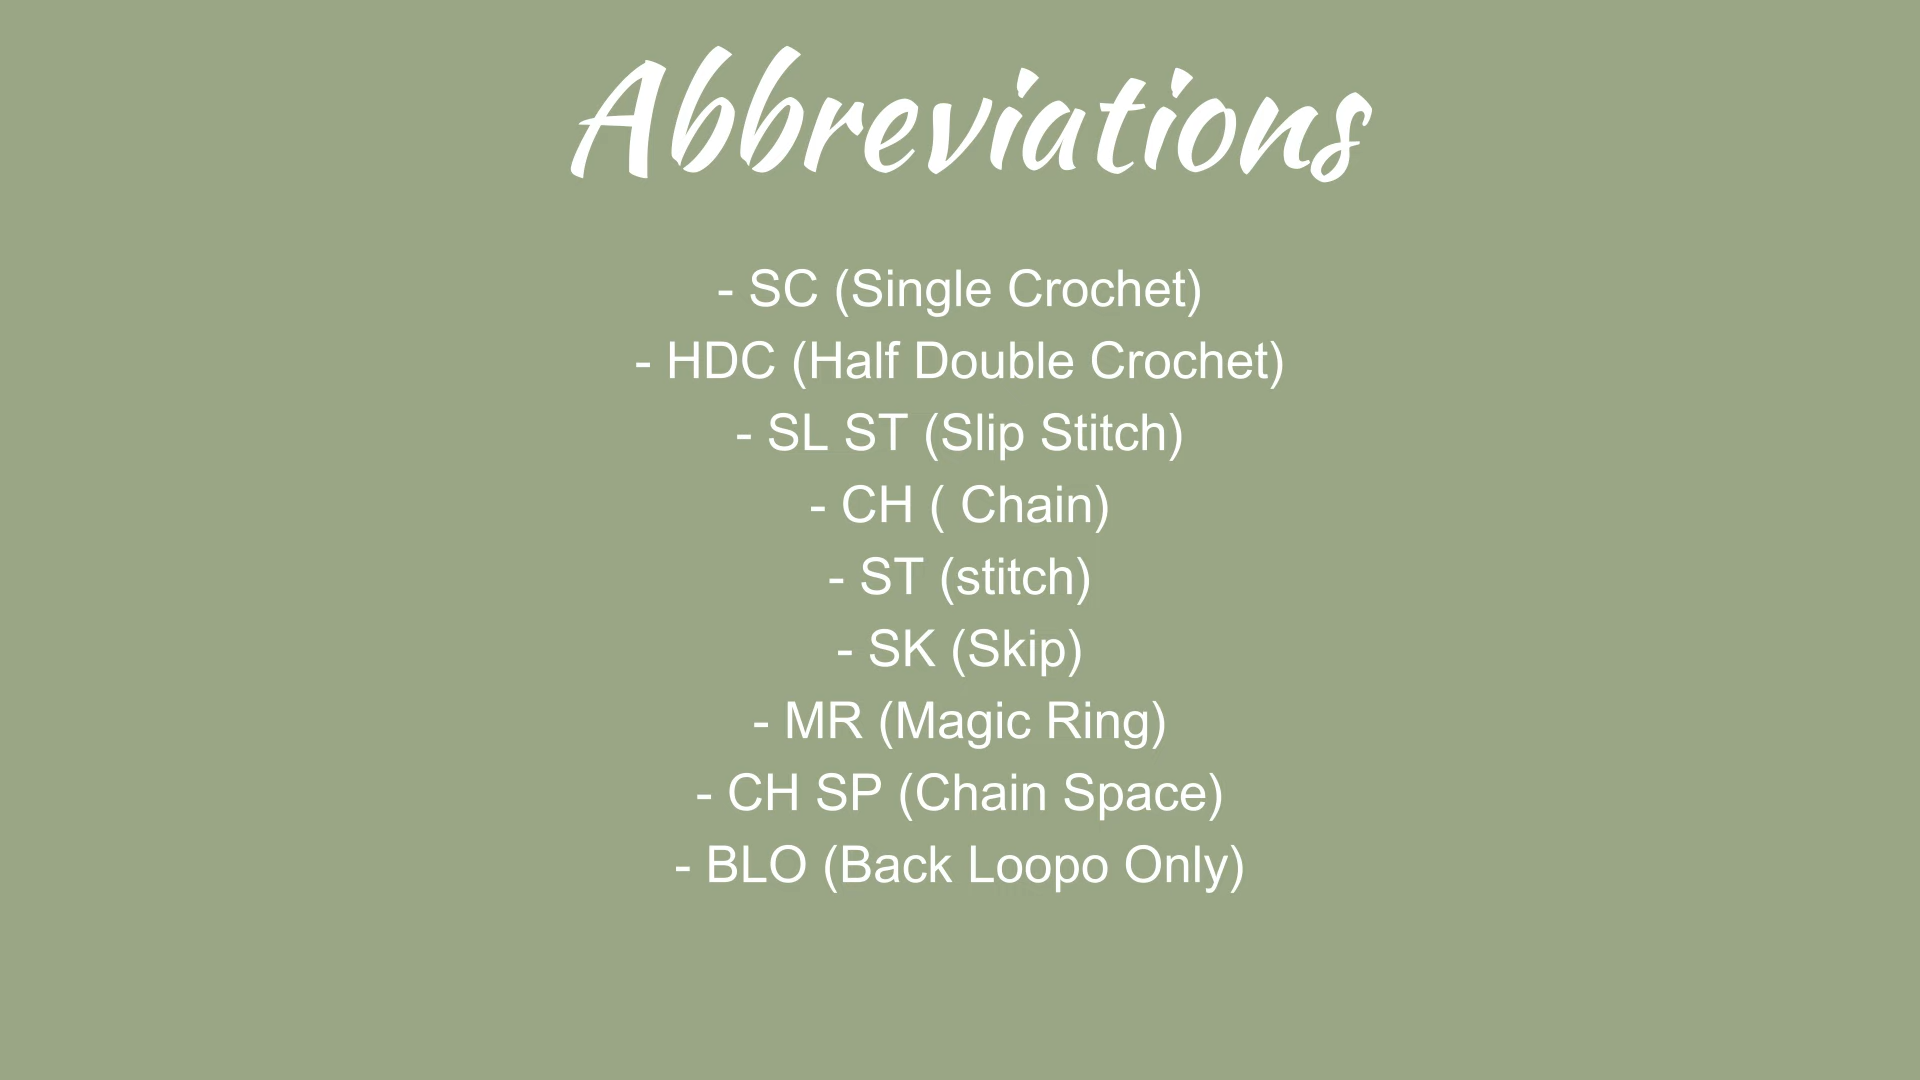 Abbreviations
- SC (Single Crochet)
- HDC (Half Double Crochet)
- SL ST (Slip Stitch)
- CH ( Chain)
- ST (stitch)
- SK (Skip)
- MR (Magic Ring)
- CH SP (Chain Space)
- BLO (Back Loopo Only)